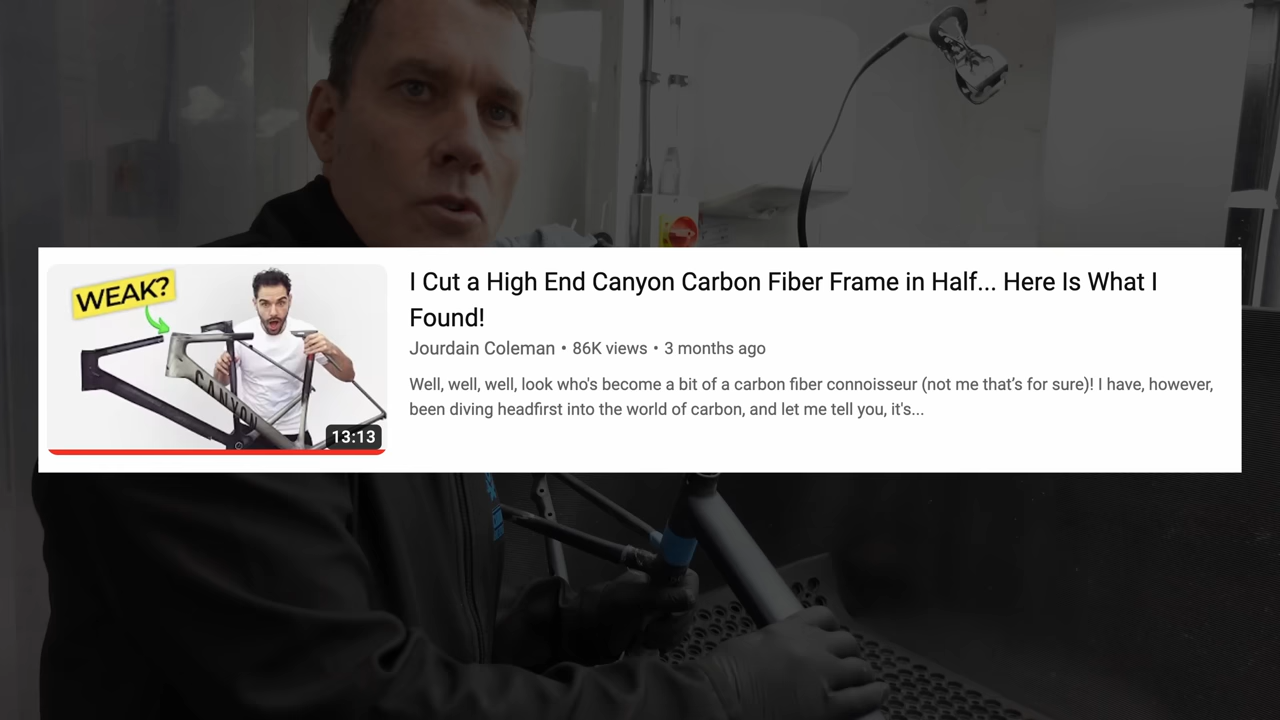 WEAK?
CANYON
13:13
I Cut a High End Canyon Carbon Fiber Frame in Half... Here Is What I
Found!
Jourdain Coleman • 86K views • 3 months ago
Well, well, well, look who's become a bit of a carbon fiber connoisseur (not me that’s for sure)! I have, however,
been diving headfirst into the world of carbon, and let me tell you, it's...